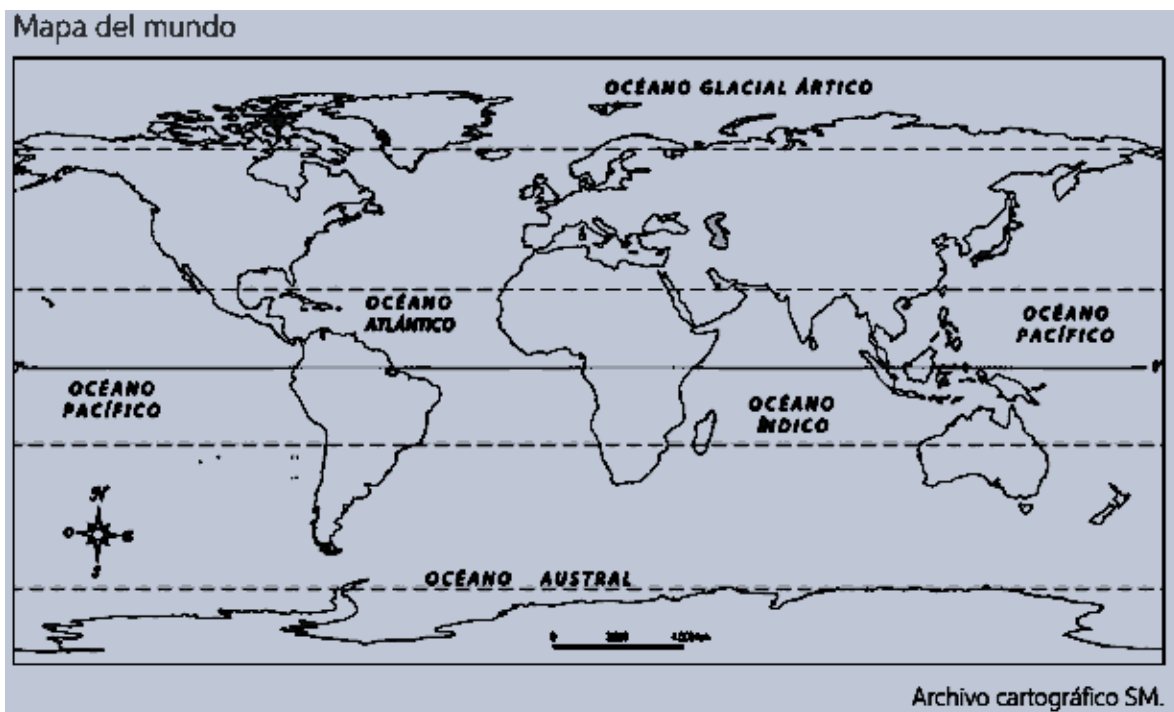 Mapa del mundo
OCÉANO GLACIAL ÁRTICO
OCÉANO
ATLÁNTICO
OCÉANO
PACÍFICO
OCÉANO
PACÍFICO
OCÉANO
ÍNDICO
N
O
E
S
OCÉANO AUSTRAL
0
Archivo cartográfico SM.